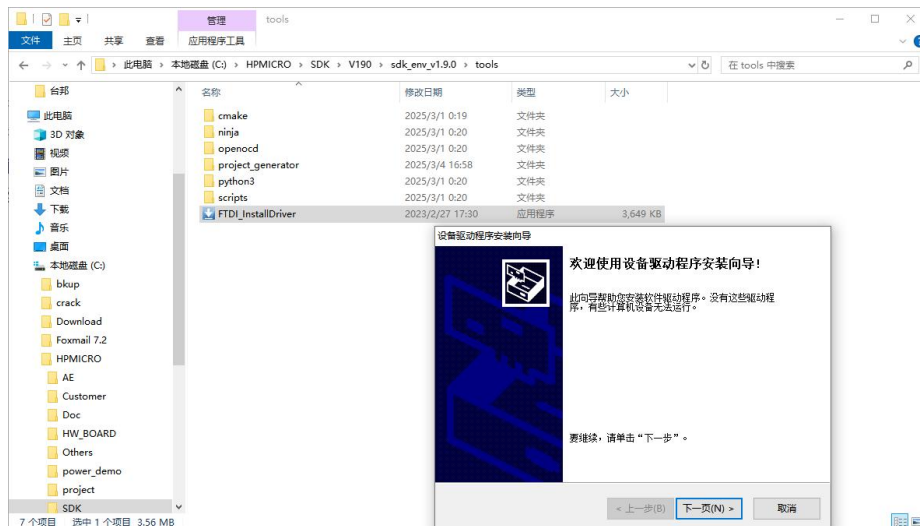 管理 tools
文件 主页 共享 查看 应用程序工具
此电脑 > 本地磁盘 (C:) > HPMICRO > SDK > V190 > sdk_env_v1.9.0 > tools
在 tools 中搜索
名称 修改日期 类型 大小
台邦
此电脑
3D 对象
视频
图片
文档
下载
音乐
桌面
本地磁盘 (C:)
bkup
crack
Download
Foxmail 7.2
HPMICRO
AE
Customer
Doc
HW_BOARD
Others
power_demo
project
SDK
cmake 2025/3/1 0:19 文件夹
ninja 2025/3/1 0:20 文件夹
openocd 2025/3/1 0:20 文件夹
project_generator 2025/3/4 16:58 文件夹
python3 2025/3/1 0:20 文件夹
scripts 2025/3/1 0:20 文件夹
FTDI_InstallDriver 2023/2/27 17:30 应用程序 3,649 KB
设备驱动程序安装向导
欢迎使用设备驱动程序安装向导!
此向导帮助您安装软件驱动程序。没有这些驱动程
序,有些计算机设备无法运行。
要继续,请单击“下一步”。
< 上一步(B) 下一页(N) > 取消
7 个项目 选中 1 个项目 3.56 MB